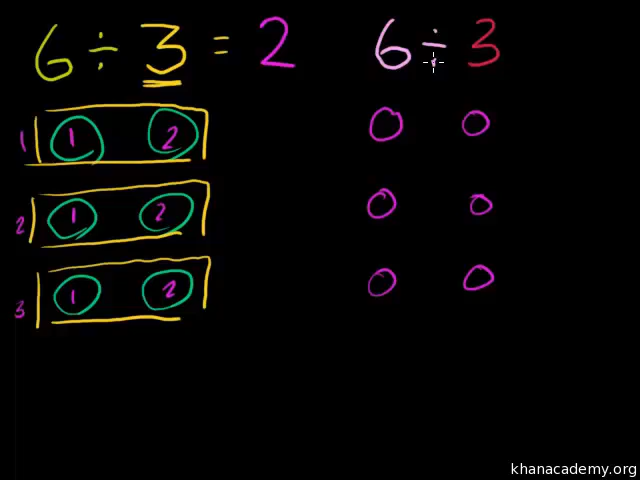 6 ÷ 3 = 2
6 ÷ 3
1 1 2
2 1 2
3 1 2
khanacademy.org